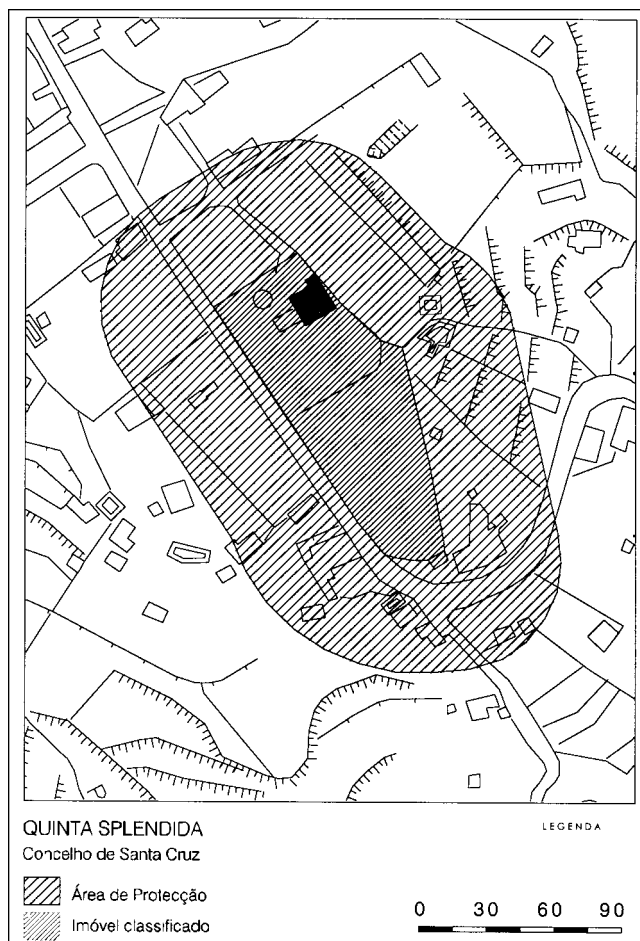 QUINTA SPLENDIDA
LEGENDA
Concelho de Santa Cruz
Área de Protecção
Imóvel classificado
0 30 60 90